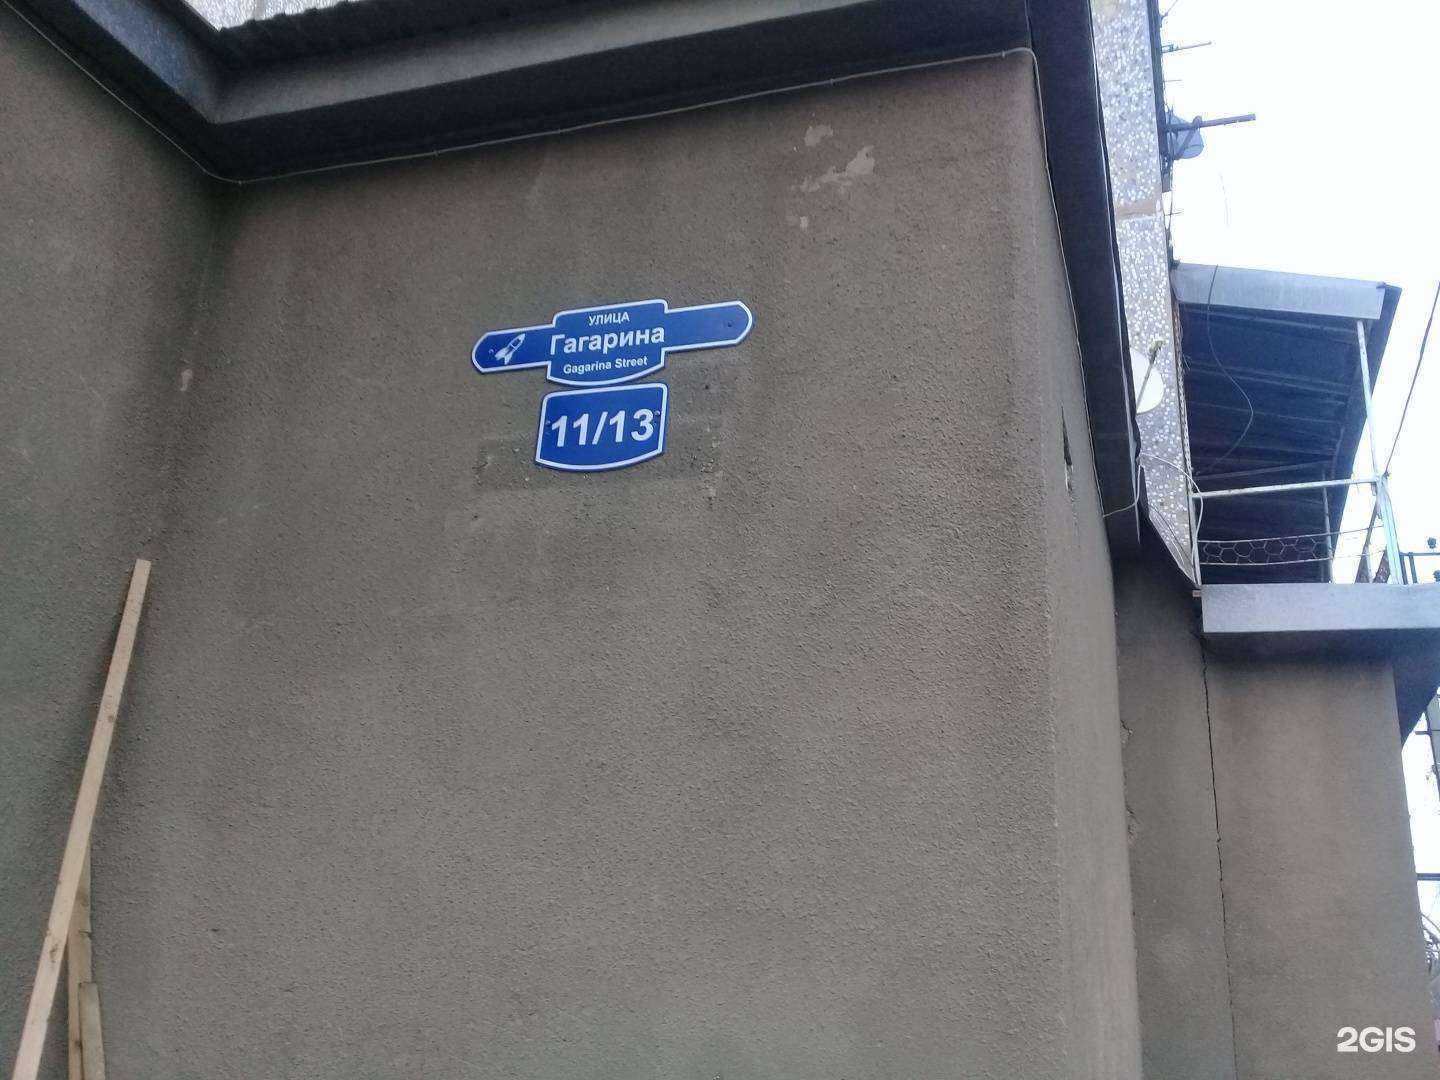 УЛИЦА
Гагарина
Gagarina Street
11/13
2GIS